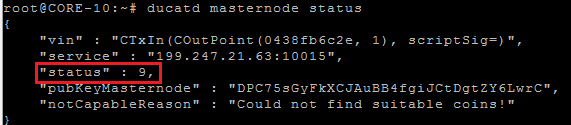 root@CORE-10:~# ducatd masternode status
{
"vin" : "CTxIn(COutPoint(0438fb6c2e, 1), scriptSig=)",
"service" : "199.247.21.63:10015",
"status" : 9,
"pubKeyMasternode" : "DPC75sGyFkXCJAuBB4fgiJCtDgtZY6LwrC",
"notCapableReason" : "Could not find suitable coins!"